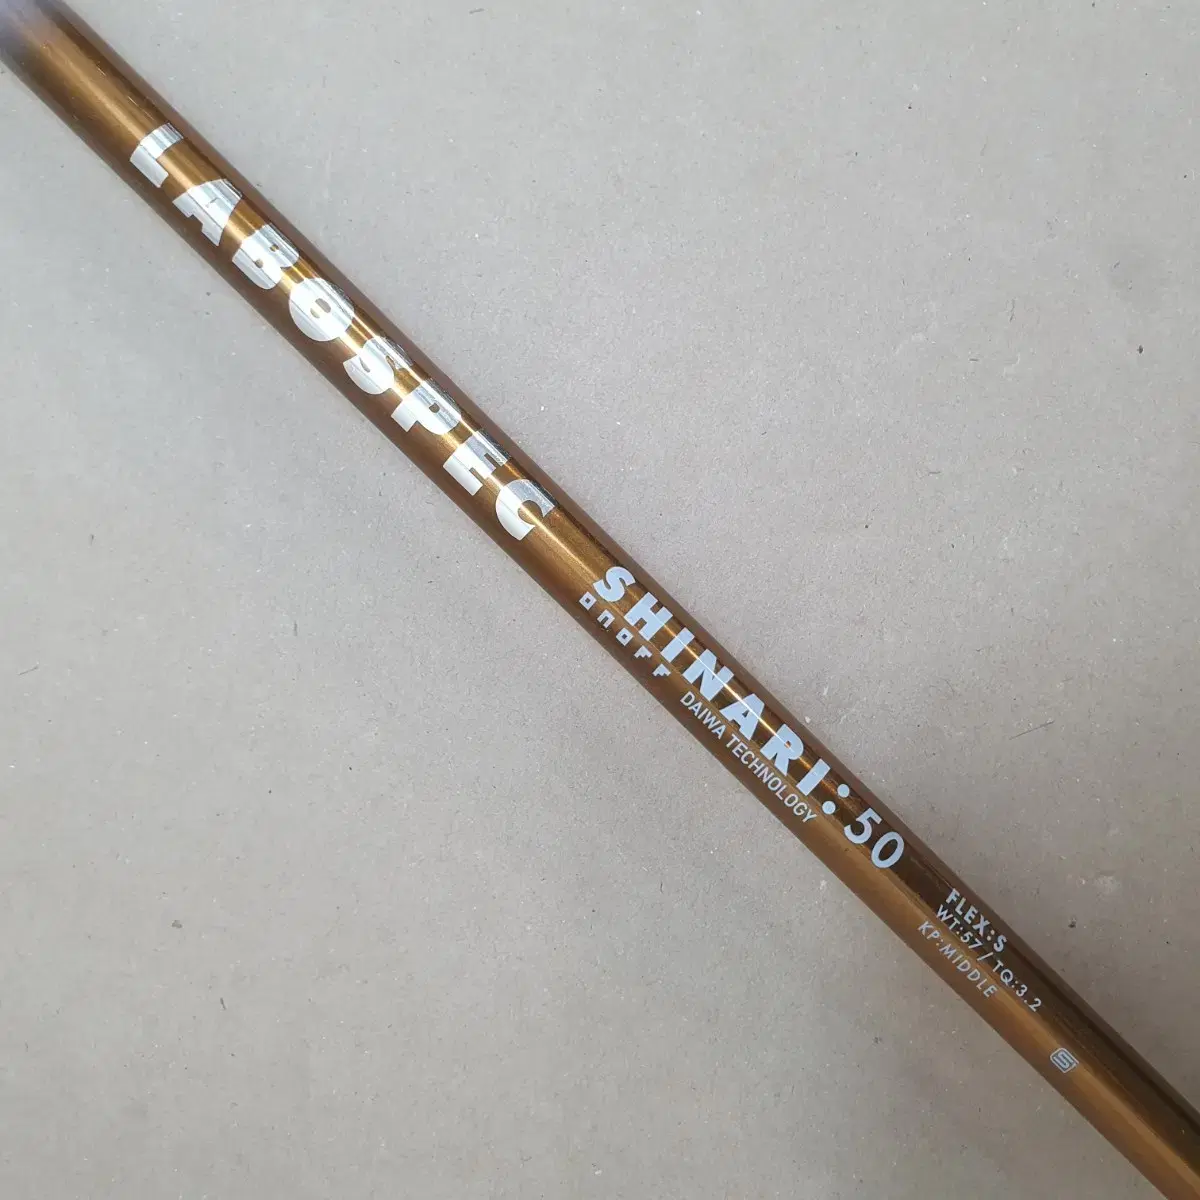 LABOSPEC
SHINARI:50
ONOFF DAIWA TECHNOLOGY
FLEX:S
WT:57 / TQ:3.2
KP:MIDDLE
S